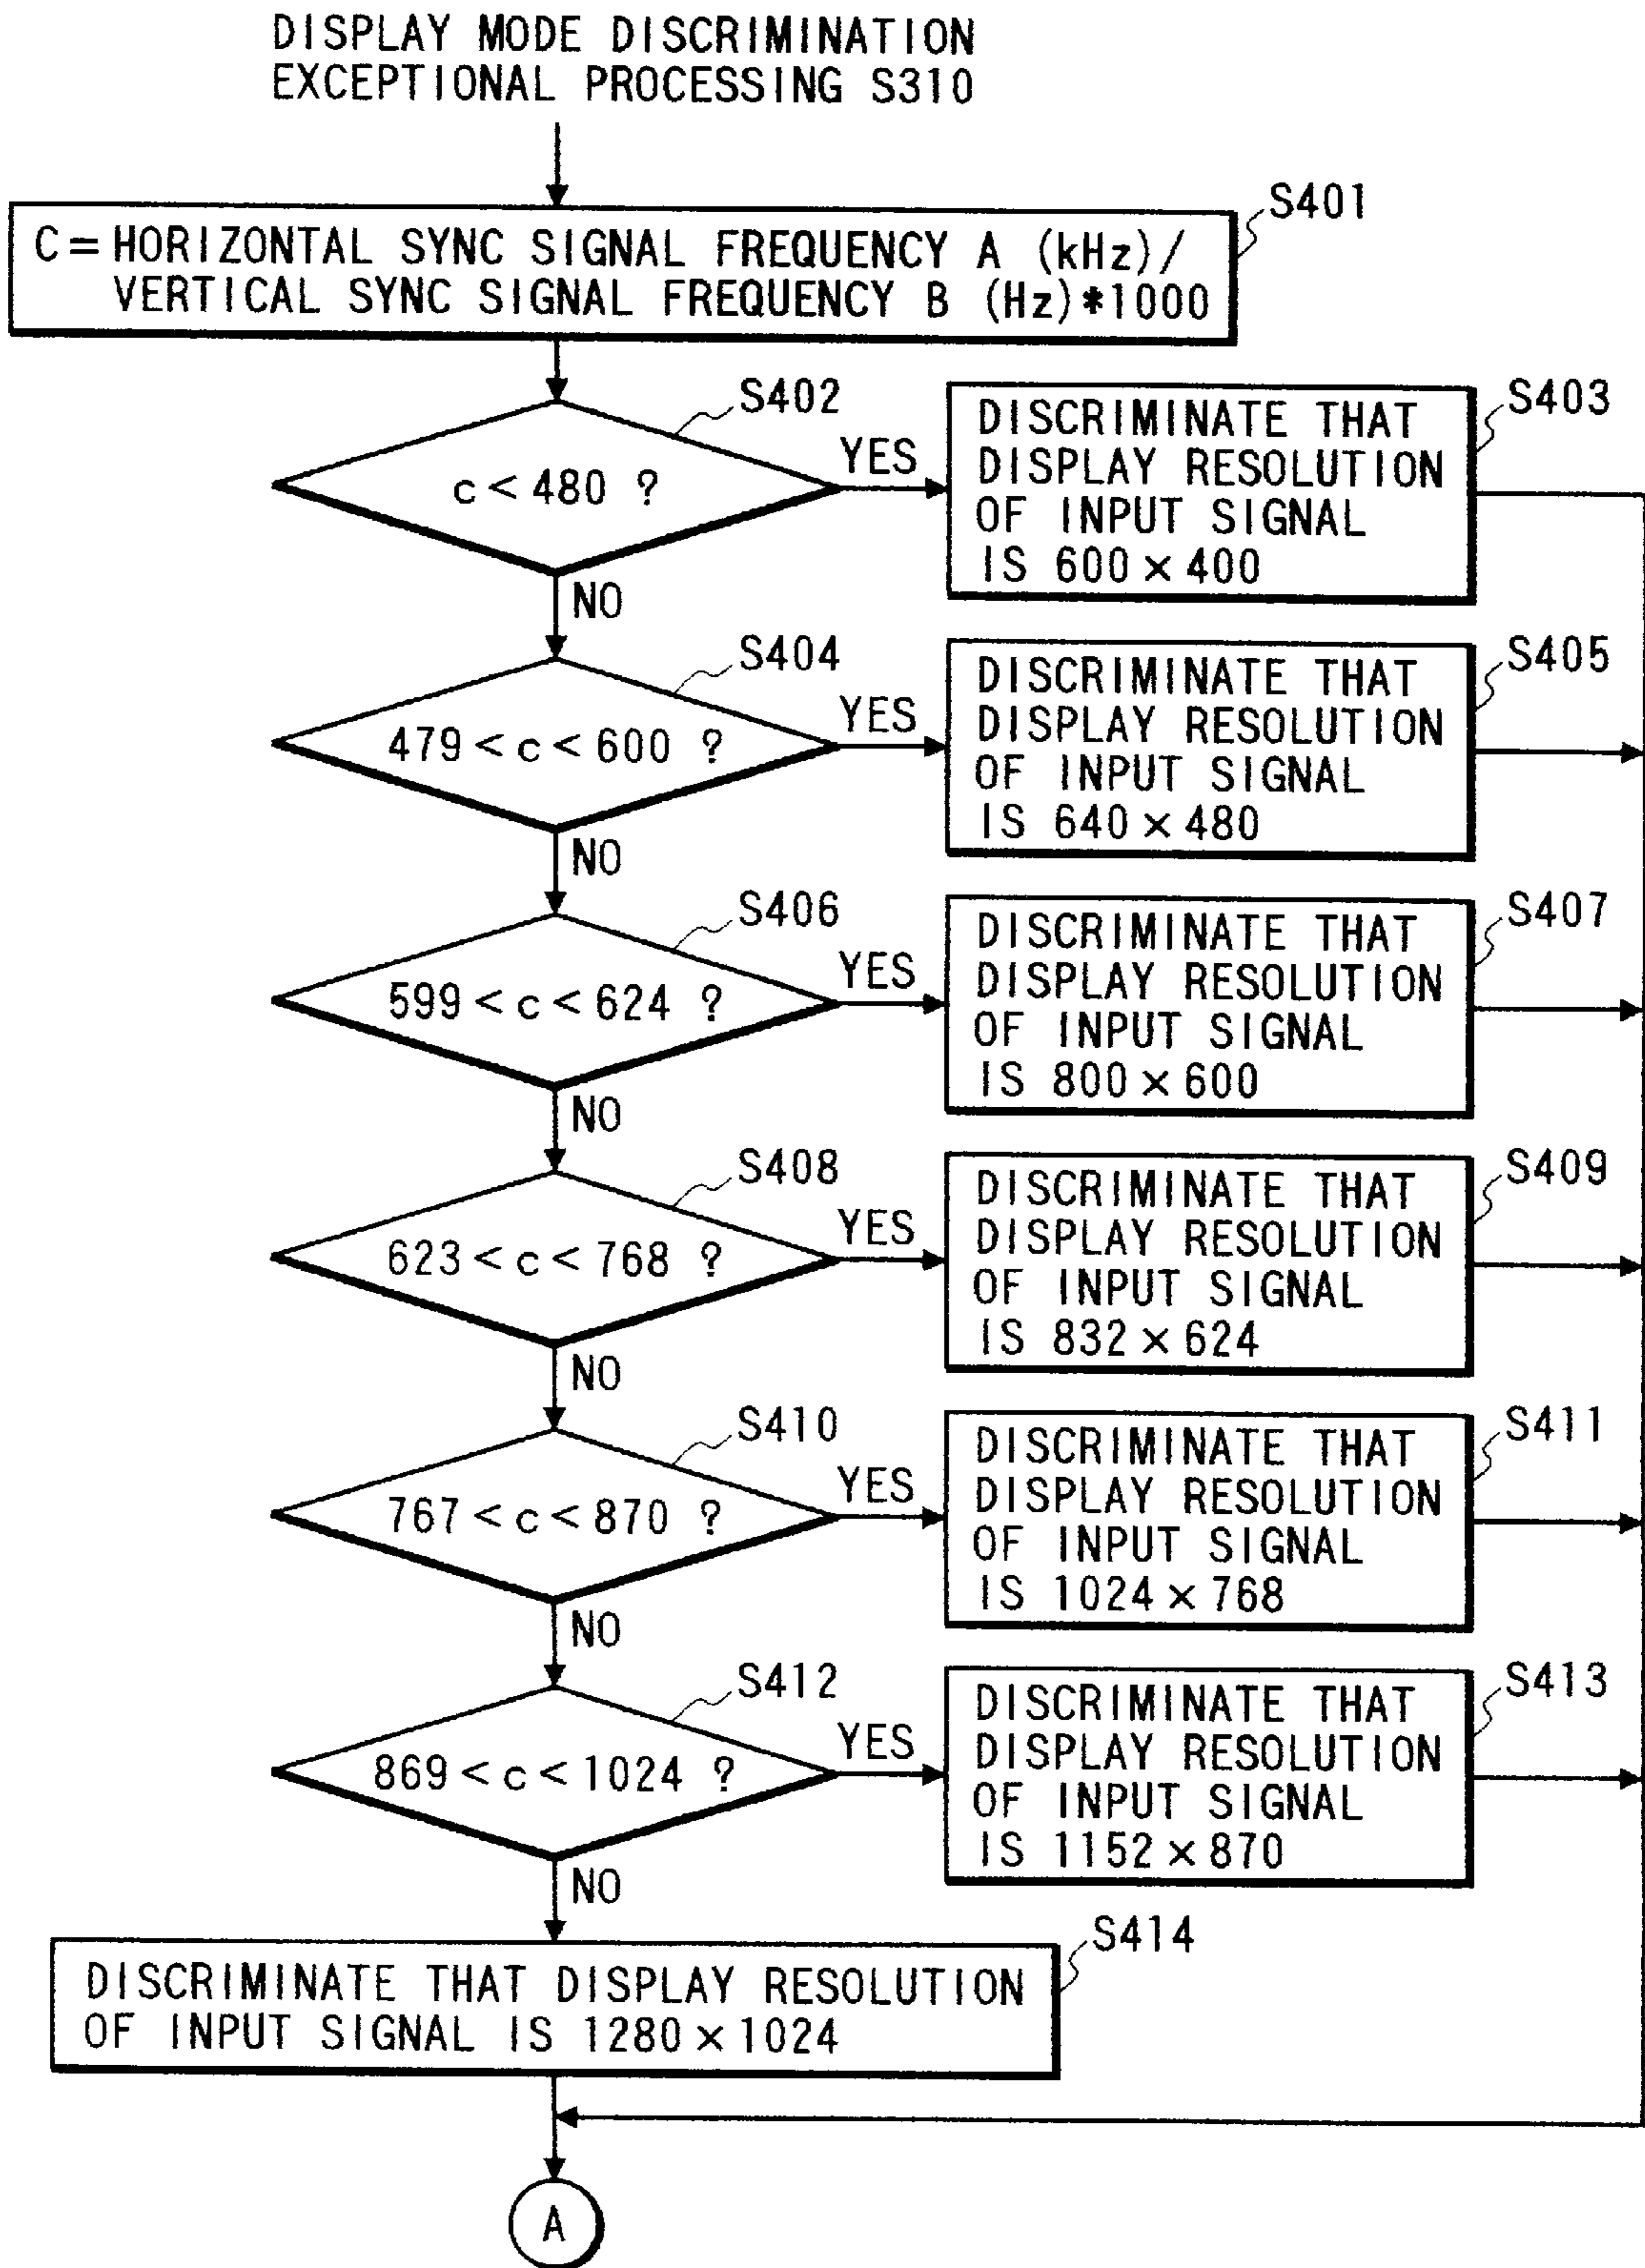 DISPLAY MODE DISCRIMINATION
EXCEPTIONAL PROCESSING S310
S401
C = HORIZONTAL SYNC SIGNAL FREQUENCY A (kHz)/
VERTICAL SYNC SIGNAL FREQUENCY B (Hz)*1000
S402
c < 480 ?
YES
NO
S403
DISCRIMINATE THAT
DISPLAY RESOLUTION
OF INPUT SIGNAL
IS 600 × 400
S404
479 < c < 600 ?
YES
NO
S405
DISCRIMINATE THAT
DISPLAY RESOLUTION
OF INPUT SIGNAL
IS 640 × 480
S406
599 < c < 624 ?
YES
NO
S407
DISCRIMINATE THAT
DISPLAY RESOLUTION
OF INPUT SIGNAL
IS 800 × 600
S408
623 < c < 768 ?
YES
NO
S409
DISCRIMINATE THAT
DISPLAY RESOLUTION
OF INPUT SIGNAL
IS 832 × 624
S410
767 < c < 870 ?
YES
NO
S411
DISCRIMINATE THAT
DISPLAY RESOLUTION
OF INPUT SIGNAL
IS 1024 × 768
S412
869 < c < 1024 ?
YES
NO
S413
DISCRIMINATE THAT
DISPLAY RESOLUTION
OF INPUT SIGNAL
IS 1152 × 870
S414
DISCRIMINATE THAT DISPLAY RESOLUTION
OF INPUT SIGNAL IS 1280 × 1024
A